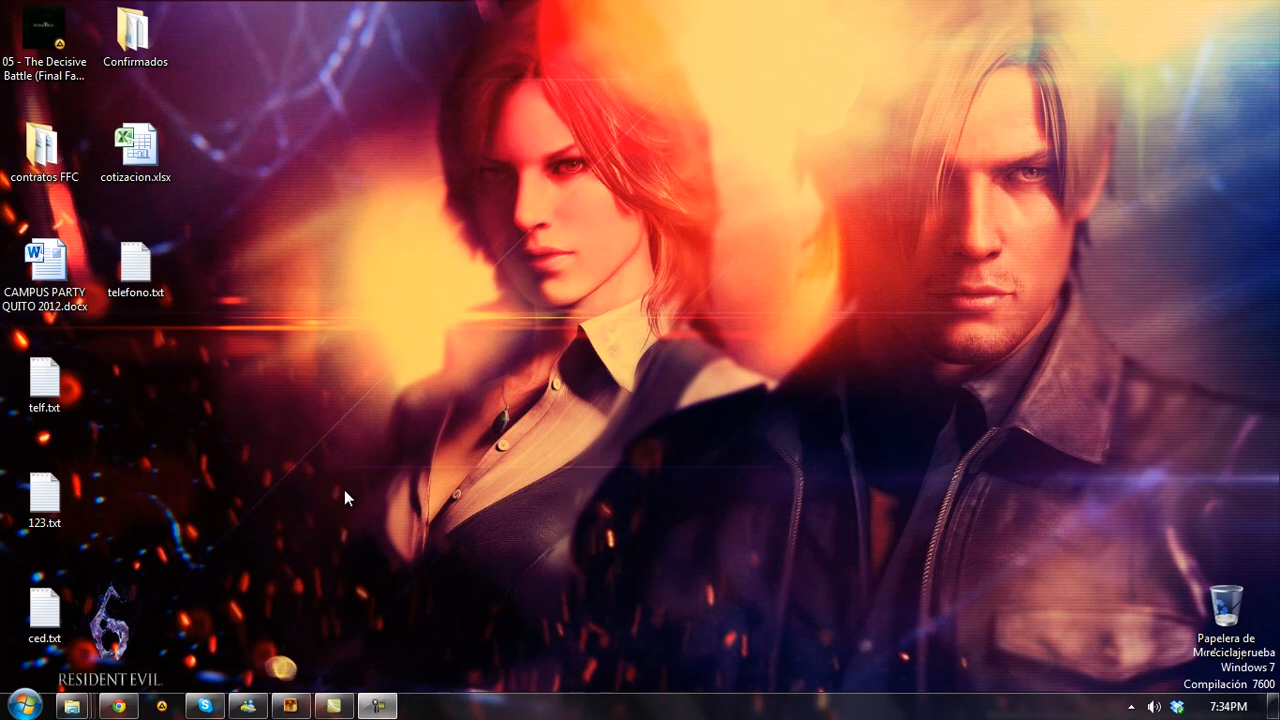 05 - The Decisive
Battle (Final Fa...
Confirmados
contratos FFC
cotizacion.xlsx
CAMPUS PARTY
QUITO 2012.docx
telefono.txt
telf.txt
123.txt
ced.txt
RESIDENT EVIL
Papelera de
Windows 7
Compilación 7600
7:34PM